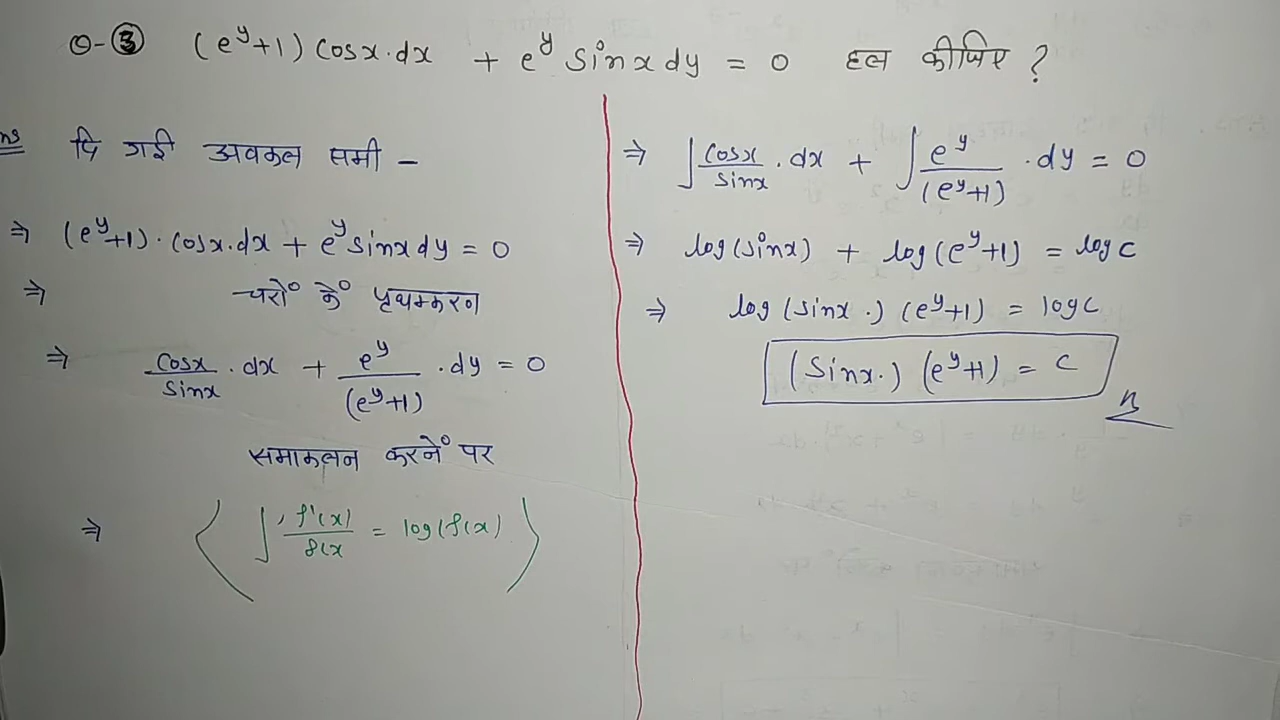 Q-③ (e^y+1) cosx.dx + e^y sinx dy = 0 हल कीजिए ?
ns दि गई अवकल समी –
⇒ (e^y+1).cosx.dx + e^y sinx dy = 0
⇒ चरों के पृथक्करण
⇒ cosx/sinx .dx + e^y/(e^y+1) .dy = 0
समाकलन करनें पर
⇒ ⟨ ∫ f'(x)/f(x = log(f(x) ⟩
⇒ ∫ cosx/sinx .dx + ∫ e^y/(e^y+1) .dy = 0
⇒ log(sinx) + log(e^y+1) = log c
⇒ log(sinx.) (e^y+1) = log c
(sinx.) (e^y+1) = c